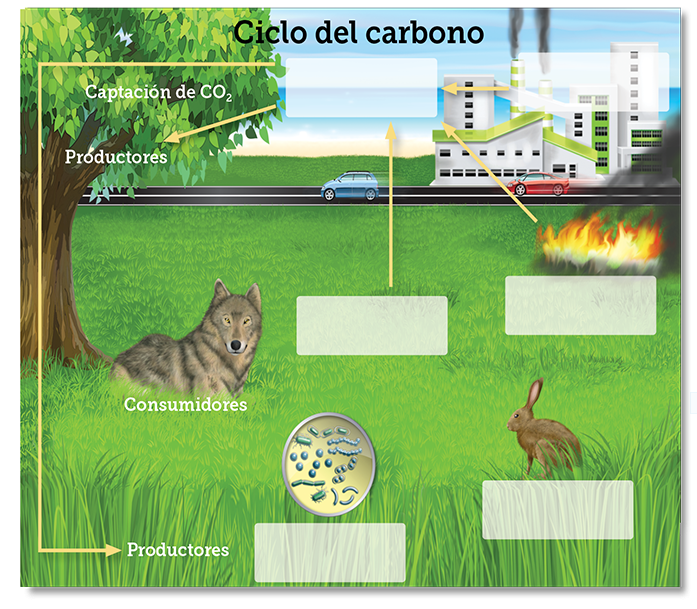 Ciclo del carbono
Captación de CO₂
Productores
Consumidores
Productores